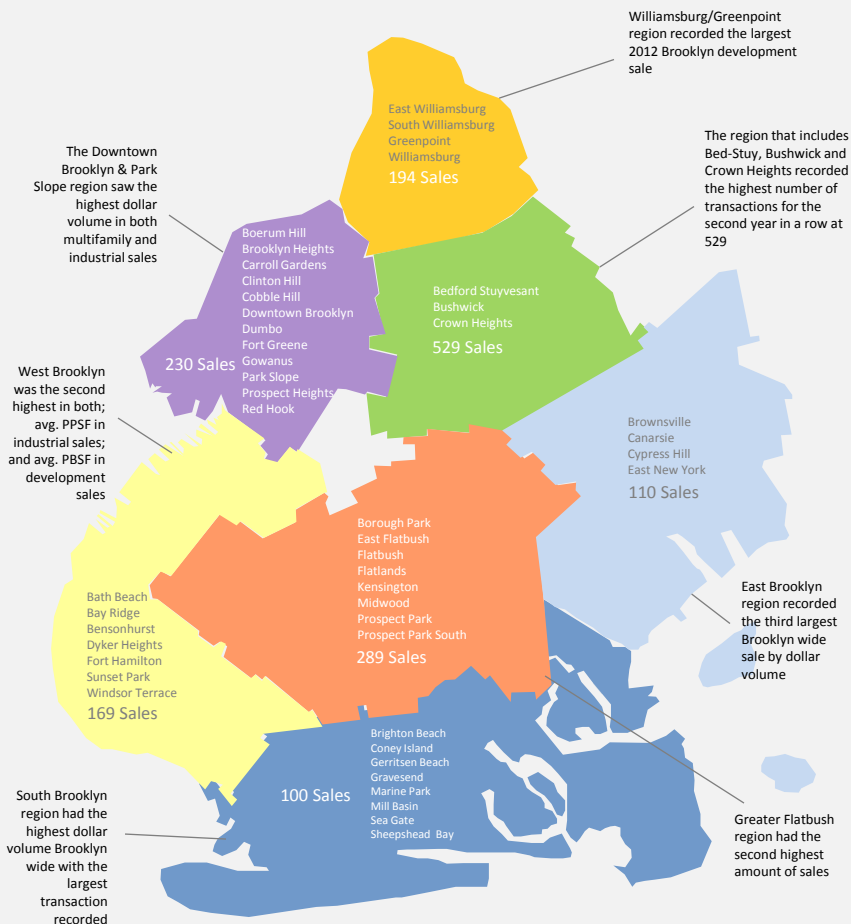 Williamsburg/Greenpoint
region recorded the largest
2012 Brooklyn development
sale
East Williamsburg
South Williamsburg
Greenpoint
Williamsburg
194 Sales
The Downtown
Brooklyn & Park
Slope region saw the
highest dollar
volume in both
multifamily and
industrial sales
The region that includes
Bed-Stuy, Bushwick and
Crown Heights recorded
the highest number of
transactions for the
second year in a row at
529
Boerum Hill
Brooklyn Heights
Carroll Gardens
Clinton Hill
Cobble Hill
Downtown Brooklyn
Dumbo
Fort Greene
Gowanus
Park Slope
Prospect Heights
Red Hook
230 Sales
Bedford Stuyvesant
Bushwick
Crown Heights
529 Sales
West Brooklyn
was the second
highest in both;
avg. PPSF in
industrial sales;
and avg. PBSF in
development
sales
Brownsville
Canarsie
Cypress Hill
East New York
110 Sales
Borough Park
East Flatbush
Flatbush
Flatlands
Kensington
Midwood
Prospect Park
Prospect Park South
289 Sales
Bath Beach
Bay Ridge
Bensonhurst
Dyker Heights
Fort Hamilton
Sunset Park
Windsor Terrace
169 Sales
East Brooklyn
region recorded
the third largest
Brooklyn wide
sale by dollar
volume
Brighton Beach
Coney Island
Gerritsen Beach
Gravesend
Marine Park
Mill Basin
Sea Gate
Sheepshead  Bay
100 Sales
South Brooklyn
region had the
highest dollar
volume Brooklyn
wide with the
largest
transaction
recorded
Greater Flatbush
region had the
second highest
amount of sales